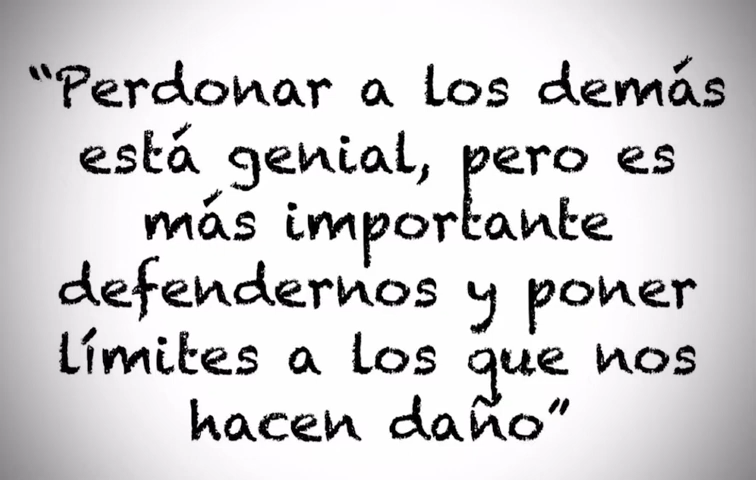 “Perdonar a los demás
está genial, pero es
más importante
defendernos y poner
límites a los que nos
hacen daño”